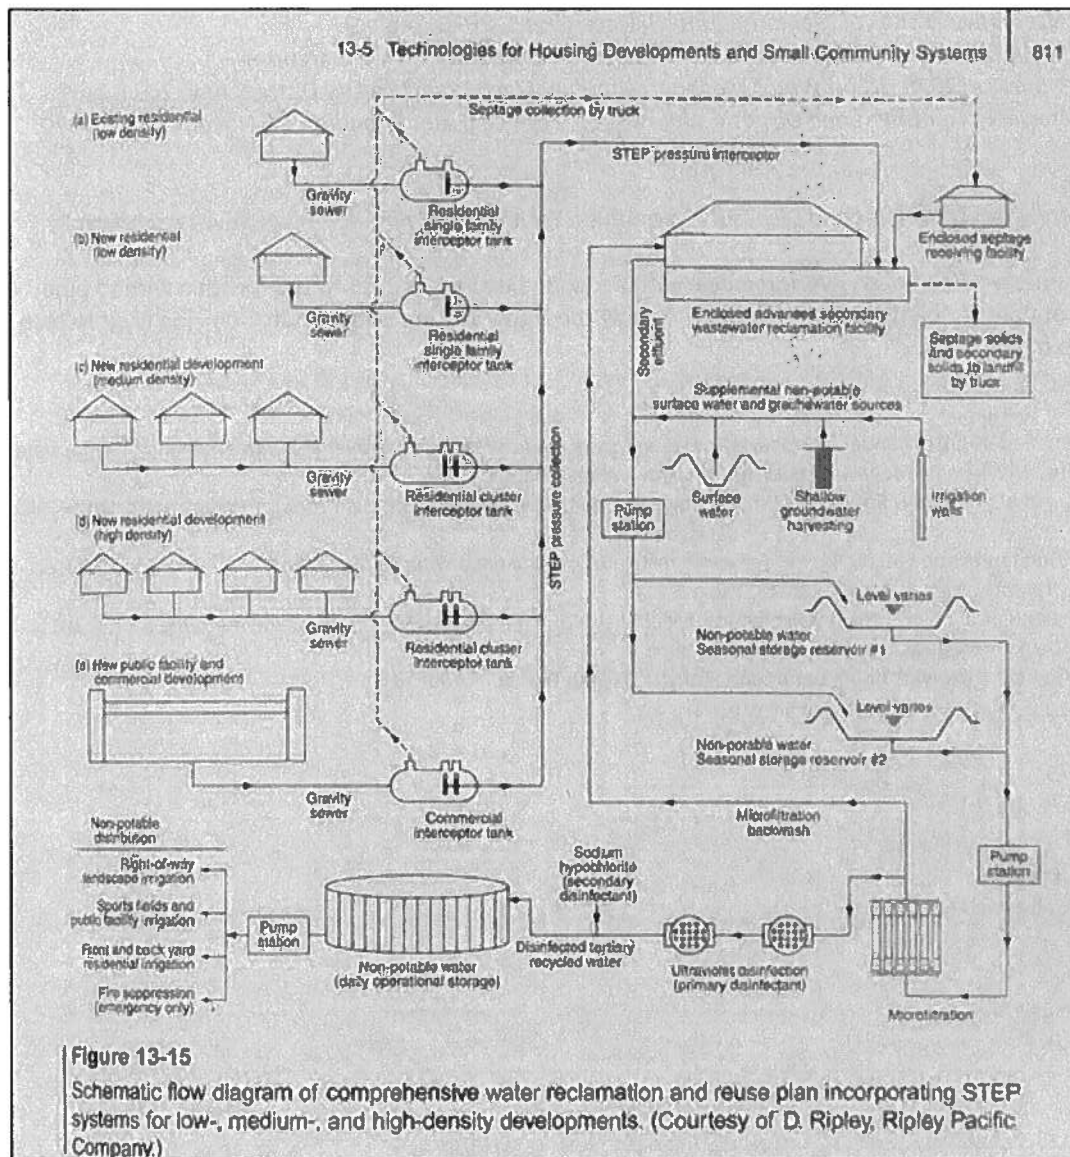 13-5 Technologies for Housing Developments and Small Community Systems
811
Septage collection by truck
(a) Existing residential
(low density)
STEP pressure interceptor
Gravity
sewer
Residential
single family
interceptor tank
Enclosed septage
receiving facility
(b) New residential
(low density)
Gravity
sewer
Residential
single family
interceptor tank
Enclosed advanced secondary
wastewater reclamation facility
Secondary
effluent
Septage solids
And secondary
solids to landfill
by truck
(c) New residential development
(medium density)
Supplemental non-potable
surface water and groundwater sources
Gravity
sewer
Residential cluster
interceptor tank
STEP pressure collection
Pump
station
Surface
water
Shallow
groundwater
harvesting
Irrigation
wells
(d) New residential development
(high density)
Gravity
sewer
Residential cluster
interceptor tank
Level varies
Non-potable water
Seasonal storage reservoir #1
(e) New public facility and
commercial development
Level varies
Non-potable water
Seasonal storage reservoir #2
Gravity
sewer
Commercial
interceptor tank
Microfiltration
backwash
Non-potable
distribution
Right-of-way
landscape irrigation
Sports fields and
public facility irrigation
Front and back yard
residential irrigation
Fire suppression
(emergency only)
Pump
station
Non-potable water
(daily operational storage)
Sodium
hypochlorite
(secondary
disinfectant)
Disinfected tertiary
recycled water
Ultraviolet disinfection
(primary disinfectant)
Pump
station
Microfiltration
Figure 13-15
Schematic flow diagram of comprehensive water reclamation and reuse plan incorporating STEP
systems for low-, medium-, and high-density developments. (Courtesy of D. Ripley, Ripley Pacific
Company.)